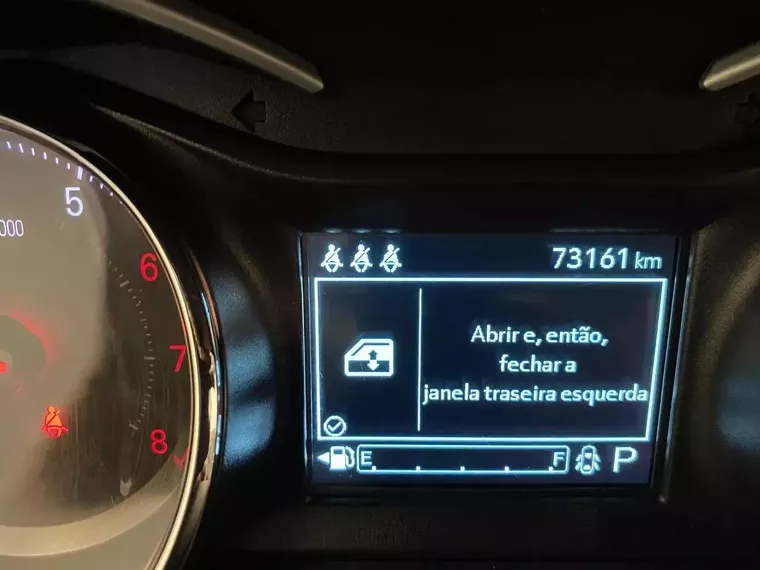 5
000
6
7
8
73161 km
Abrir e, então,
fechar a
janela traseira esquerda
E F P